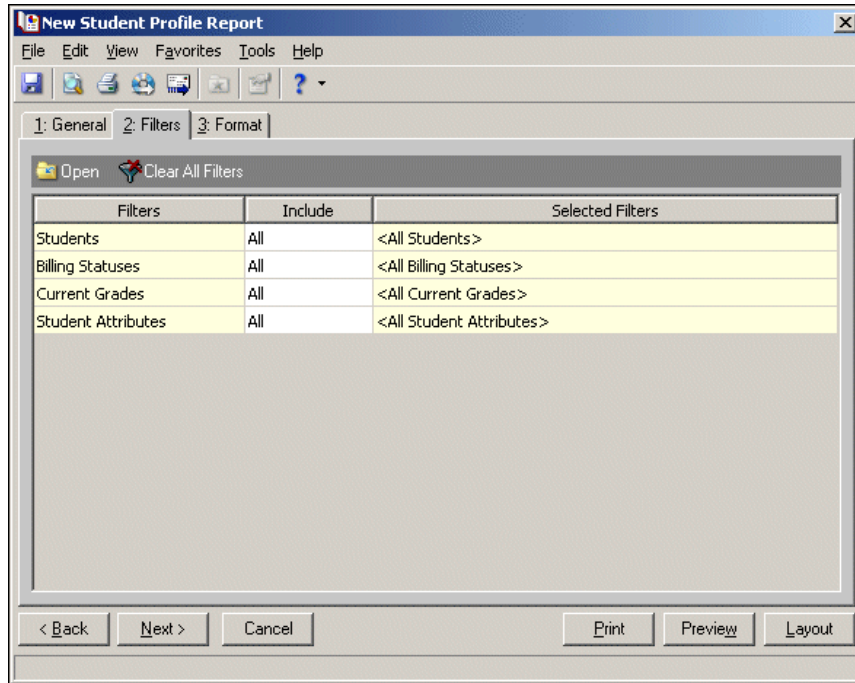 New Student Profile Report
File Edit View Favorites Tools Help
1: General 2: Filters 3: Format
Open Clear All Filters
Filters Include Selected Filters
Students All <All Students>
Billing Statuses All <All Billing Statuses>
Current Grades All <All Current Grades>
Student Attributes All <All Student Attributes>
< Back Next > Cancel Print Preview Layout